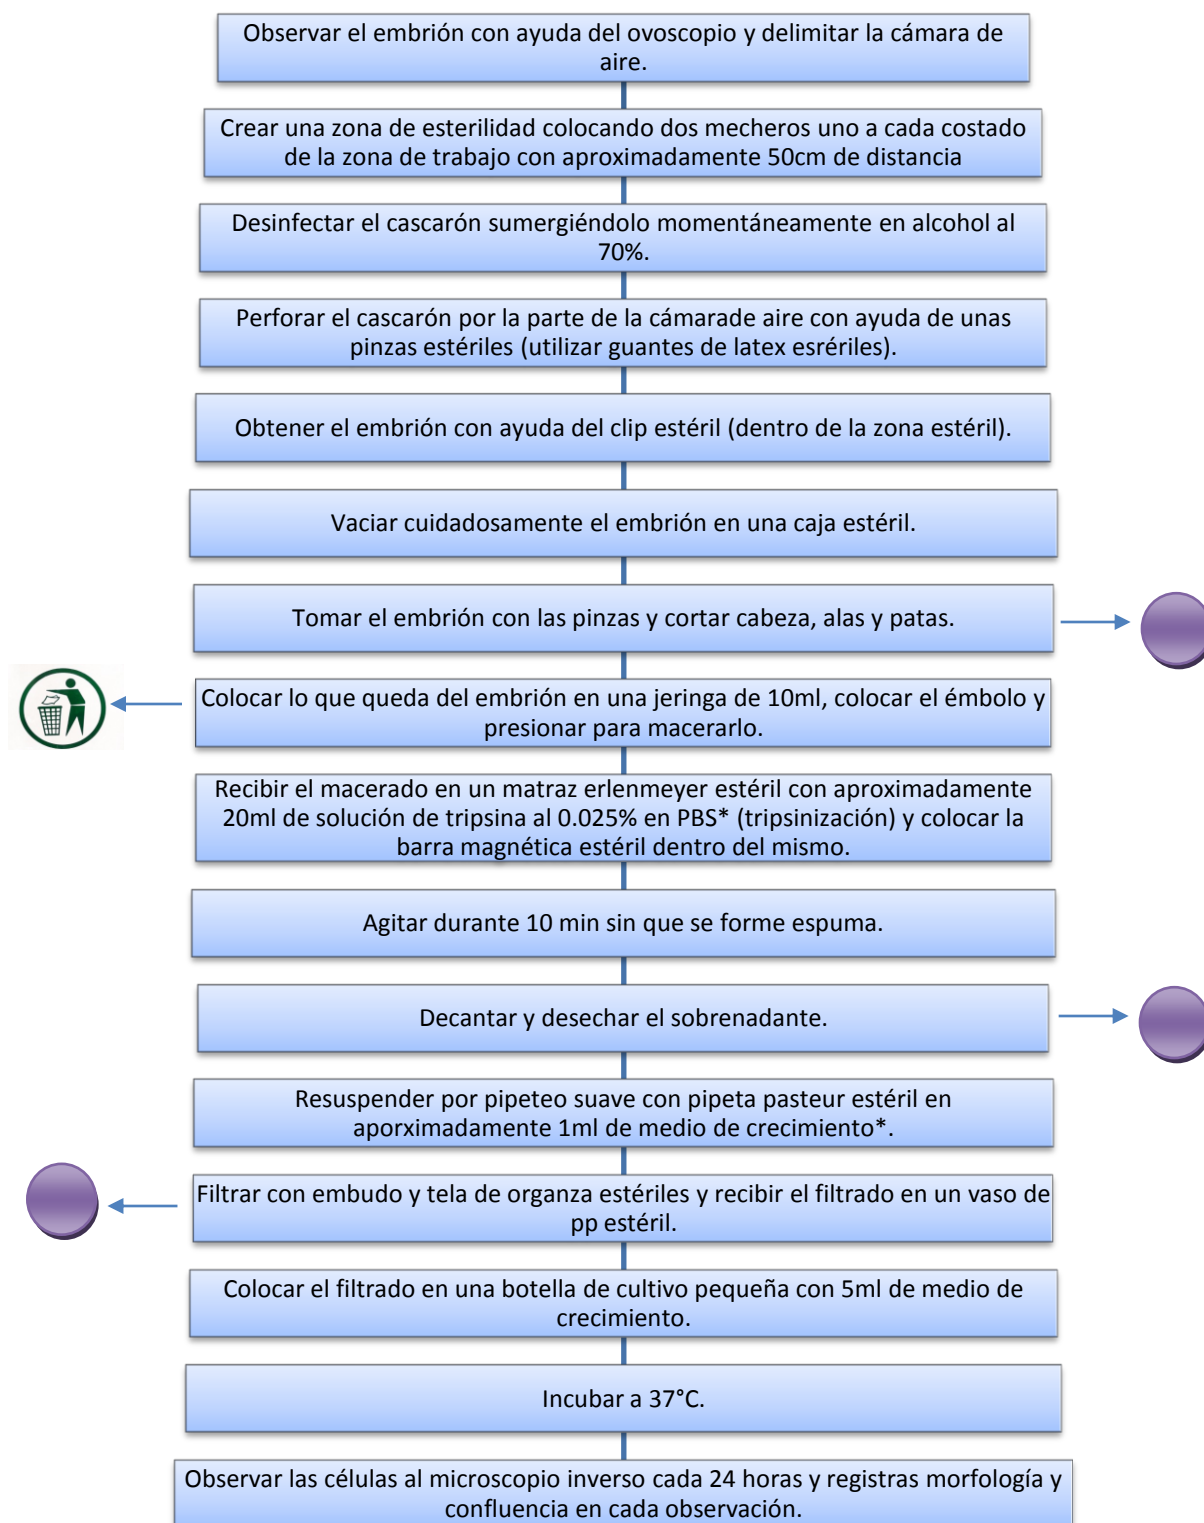 Observar el embrión con ayuda del ovoscopio y delimitar la cámara de
aire.
Crear una zona de esterilidad colocando dos mecheros uno a cada costado
de la zona de trabajo con aproximadamente 50cm de distancia
Desinfectar el cascarón sumergiéndolo momentáneamente en alcohol al
70%.
Perforar el cascarón por la parte de la cámarade aire con ayuda de unas
pinzas estériles (utilizar guantes de latex esrériles).
Obtener el embrión con ayuda del clip estéril (dentro de la zona estéril).
Vaciar cuidadosamente el embrión en una caja estéril.
Tomar el embrión con las pinzas y cortar cabeza, alas y patas.
Colocar lo que queda del embrión en una jeringa de 10ml, colocar el émbolo y
presionar para macerarlo.
Recibir el macerado en un matraz erlenmeyer estéril con aproximadamente
20ml de solución de tripsina al 0.025% en PBS* (tripsinización) y colocar la
barra magnética estéril dentro del mismo.
Agitar durante 10 min sin que se forme espuma.
Decantar y desechar el sobrenadante.
Resuspender por pipeteo suave con pipeta pasteur estéril en
aporximadamente 1ml de medio de crecimiento*.
Filtrar con embudo y tela de organza estériles y recibir el filtrado en un vaso de
pp estéril.
Colocar el filtrado en una botella de cultivo pequeña con 5ml de medio de
crecimiento.
Incubar a 37°C.
Observar las células al microscopio inverso cada 24 horas y registras morfología y
confluencia en cada observación.